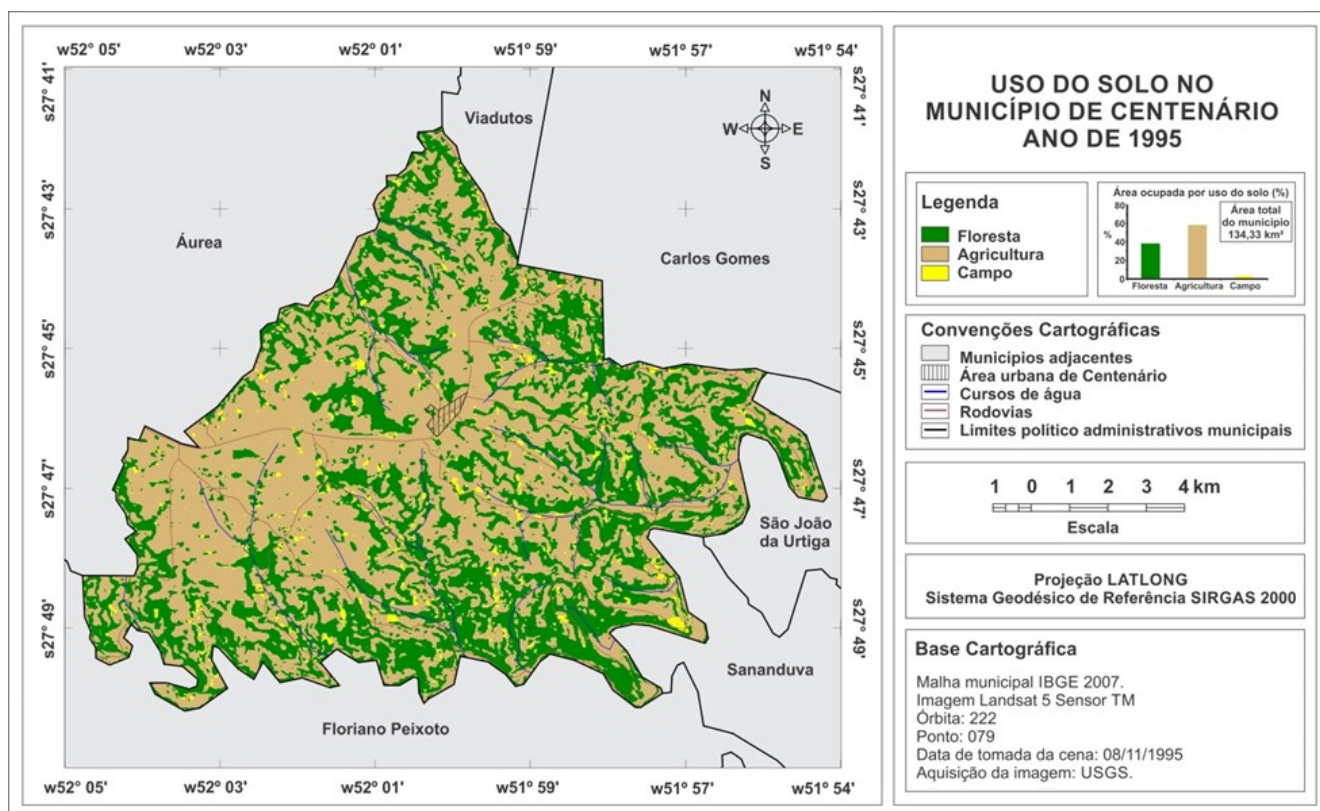 w52° 05'
w52° 03'
w52° 01'
w51° 59'
w51° 57'
w51° 54'
s27° 41'
s27° 43'
s27° 45'
s27° 47'
s27° 49'
Viadutos
N
W
E
S
Áurea
Carlos Gomes
São João
da Urtiga
Sananduva
Floriano Peixoto
s27° 41'
s27° 43'
s27° 45'
s27° 47'
s27° 49'
w52° 05'
w52° 03'
w52° 01'
w51° 59'
w51° 57'
w51° 54'
USO DO SOLO NO
MUNICÍPIO DE CENTENÁRIO
ANO DE 1995
Legenda
Floresta
Agricultura
Campo
Área ocupada por uso do solo (%)
80
60
40
20
0
%
Área total
do municipio
134,33 km²
Floresta Agricultura Campo
Convenções Cartográficas
Municípios adjacentes
Área urbana de Centenário
Cursos de água
Rodovias
Limites político administrativos municipais
1 0 1 2 3 4 km
Escala
Projeção LATLONG
Sistema Geodésico de Referência SIRGAS 2000
Base Cartográfica
Malha municipal IBGE 2007.
Imagem Landsat 5 Sensor TM
Órbita: 222
Ponto: 079
Data de tomada da cena: 08/11/1995
Aquisição da imagem: USGS.